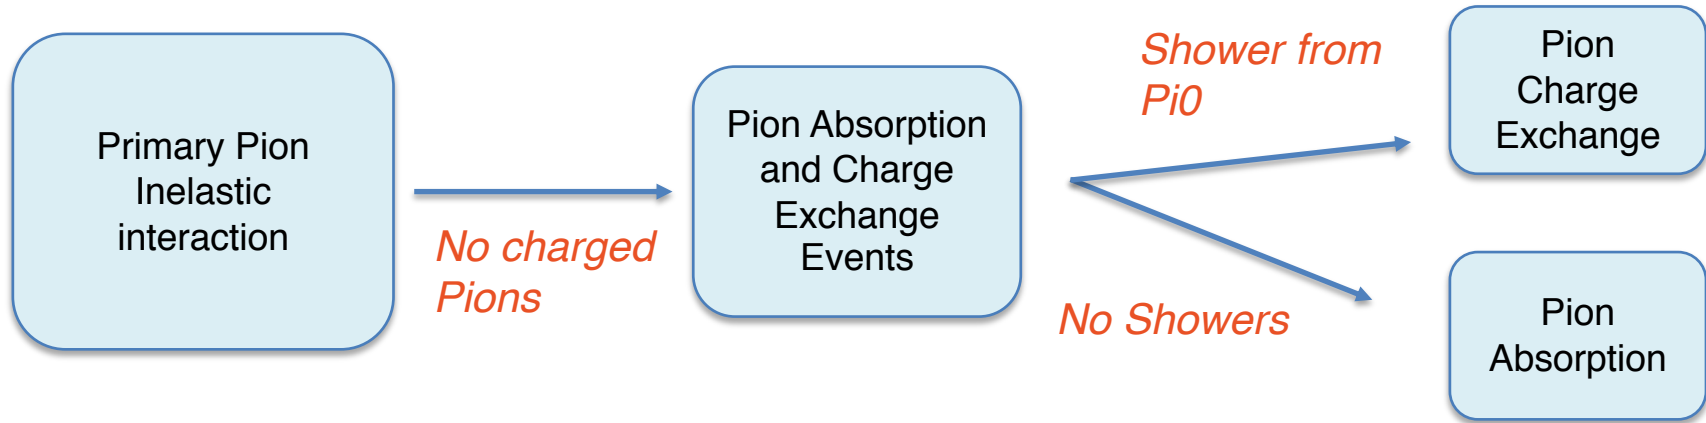 Primary Pion
Inelastic
interaction
No charged
Pions
Pion Absorption
and Charge
Exchange
Events
Shower from
Pi0
No Showers
Pion
Charge
Exchange
Pion
Absorption